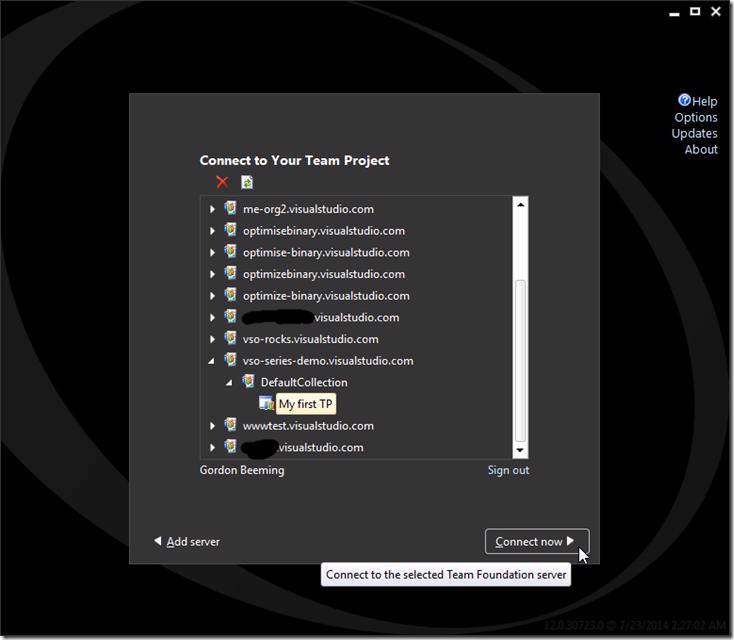 Help
Options
Updates
About
Connect to Your Team Project
me-org2.visualstudio.com
optimisebinary.visualstudio.com
optimise-binary.visualstudio.com
optimizebinary.visualstudio.com
optimize-binary.visualstudio.com
.visualstudio.com
vso-rocks.visualstudio.com
vso-series-demo.visualstudio.com
DefaultCollection
My first TP
wwwtest.visualstudio.com
.visualstudio.com
Gordon Beeming
Sign out
Add server
Connect now
Connect to the selected Team Foundation server
12.0.30723.0 @ 7/23/2014 2:27:02 AM